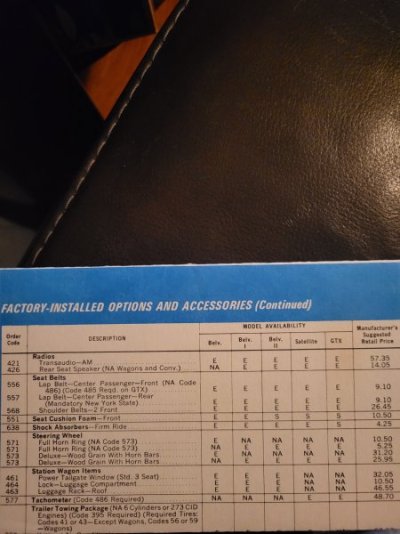 FACTORY-INSTALLED OPTIONS AND ACCESSORIES (Continued)
Order Code DESCRIPTION MODEL AVAILABILITY Manufacturer's Suggested Retail Price
Belv. Belv. I Belv. II Satellite GTX
Radios
421 Transaudio—AM E E E E E 57.35
426 Rear Seat Speaker (NA Wagons and Conv.) NA E E E E 14.05
Seat Belts
556 Lap Belt—Center Passenger—Front (NA Code
486) (Code 485 Reqd. on GTX) E E E E E 9.10
557 Lap Belt—Center Passenger—Rear
(Mandatory New York State) E E E E E 9.10
568 Shoulder Belts—2 Front E E E E E 26.45
551 Seat Cushion Foam—Front E E S S S 10.50
638 Shock Absorbers—Firm Ride E E E E S 4.25
Steering Wheel
571 Full Horn Ring (NA Code 573) E E NA NA NA 10.50
571 Full Horn Ring (NA Code 573) NA NA E E E 5.25
573 Deluxe—Wood Grain With Horn Bars E E NA NA NA 31.20
573 Deluxe—Wood Grain With Horn Bars NA NA E E E 25.95
Station Wagon Items
461 Power Tailgate Window (Std. 3 Seat) E E E NA NA 32.05
464 Lock—Luggage Compartment E E E NA NA 10.50
463 Luggage Rack—Roof E E E NA NA 46.55
577 Tachometer (Code 486 Required) NA NA NA E E 48.70
Trailer Towing Package (NA 6 Cylinders or 273 CID
Engines) (Code 395 Required) (Required Tires:
Codes 41 or 43—Except Wagons, Codes 56 or 59
—Wagons)